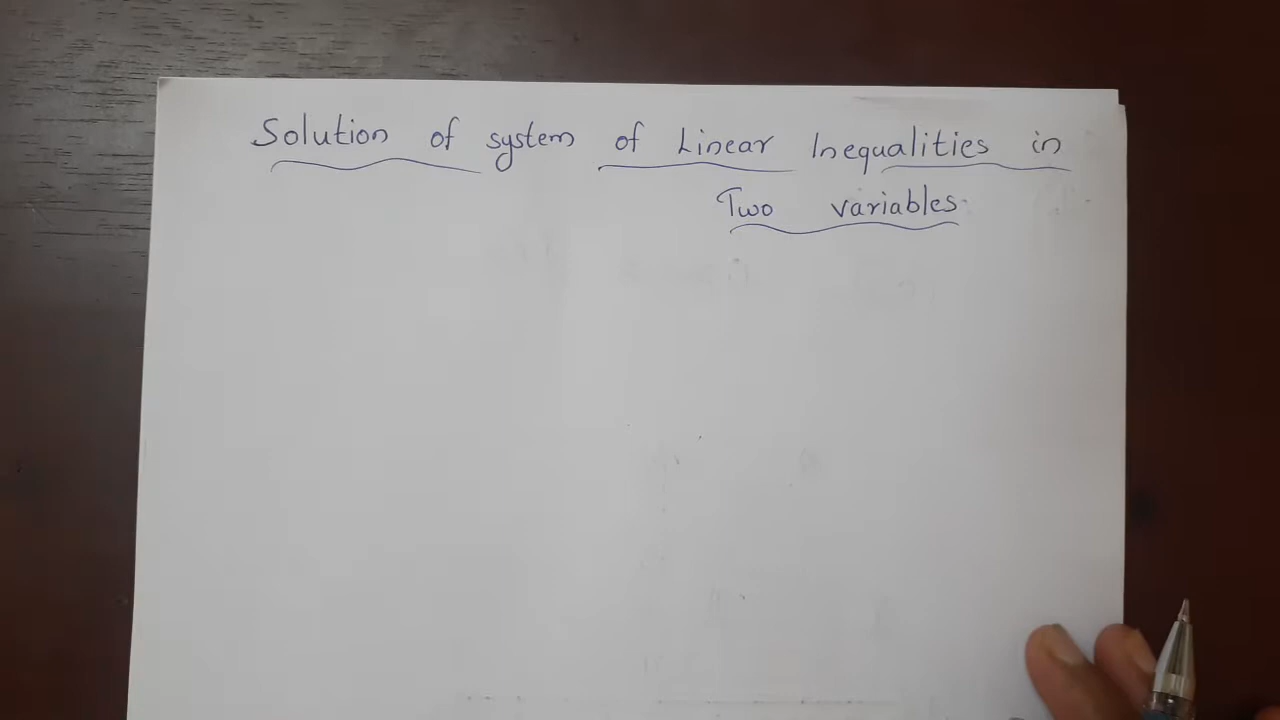 Solution of system of Linear Inequalities in
Two variables.